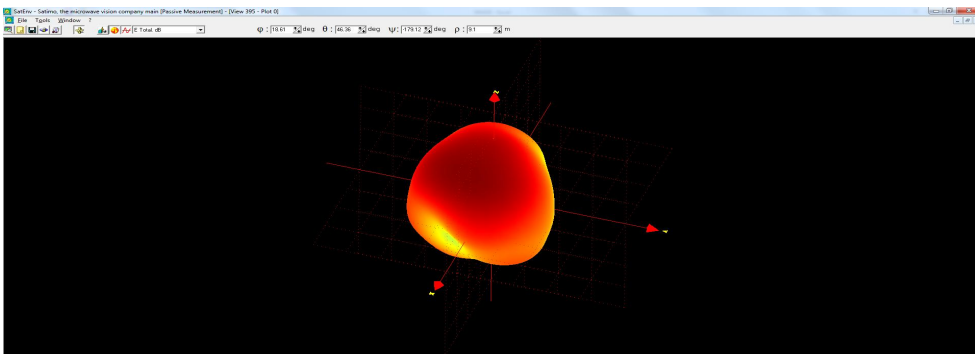 SatEnv - Satimo, the microwave vision company main [Passive Measurement] - [View 395 - Plot 0]
File Tools Window ?
E Total. dB φ : 18.61 deg θ : 46.36 deg ψ: -179.12 deg ρ : 9.1 m
z